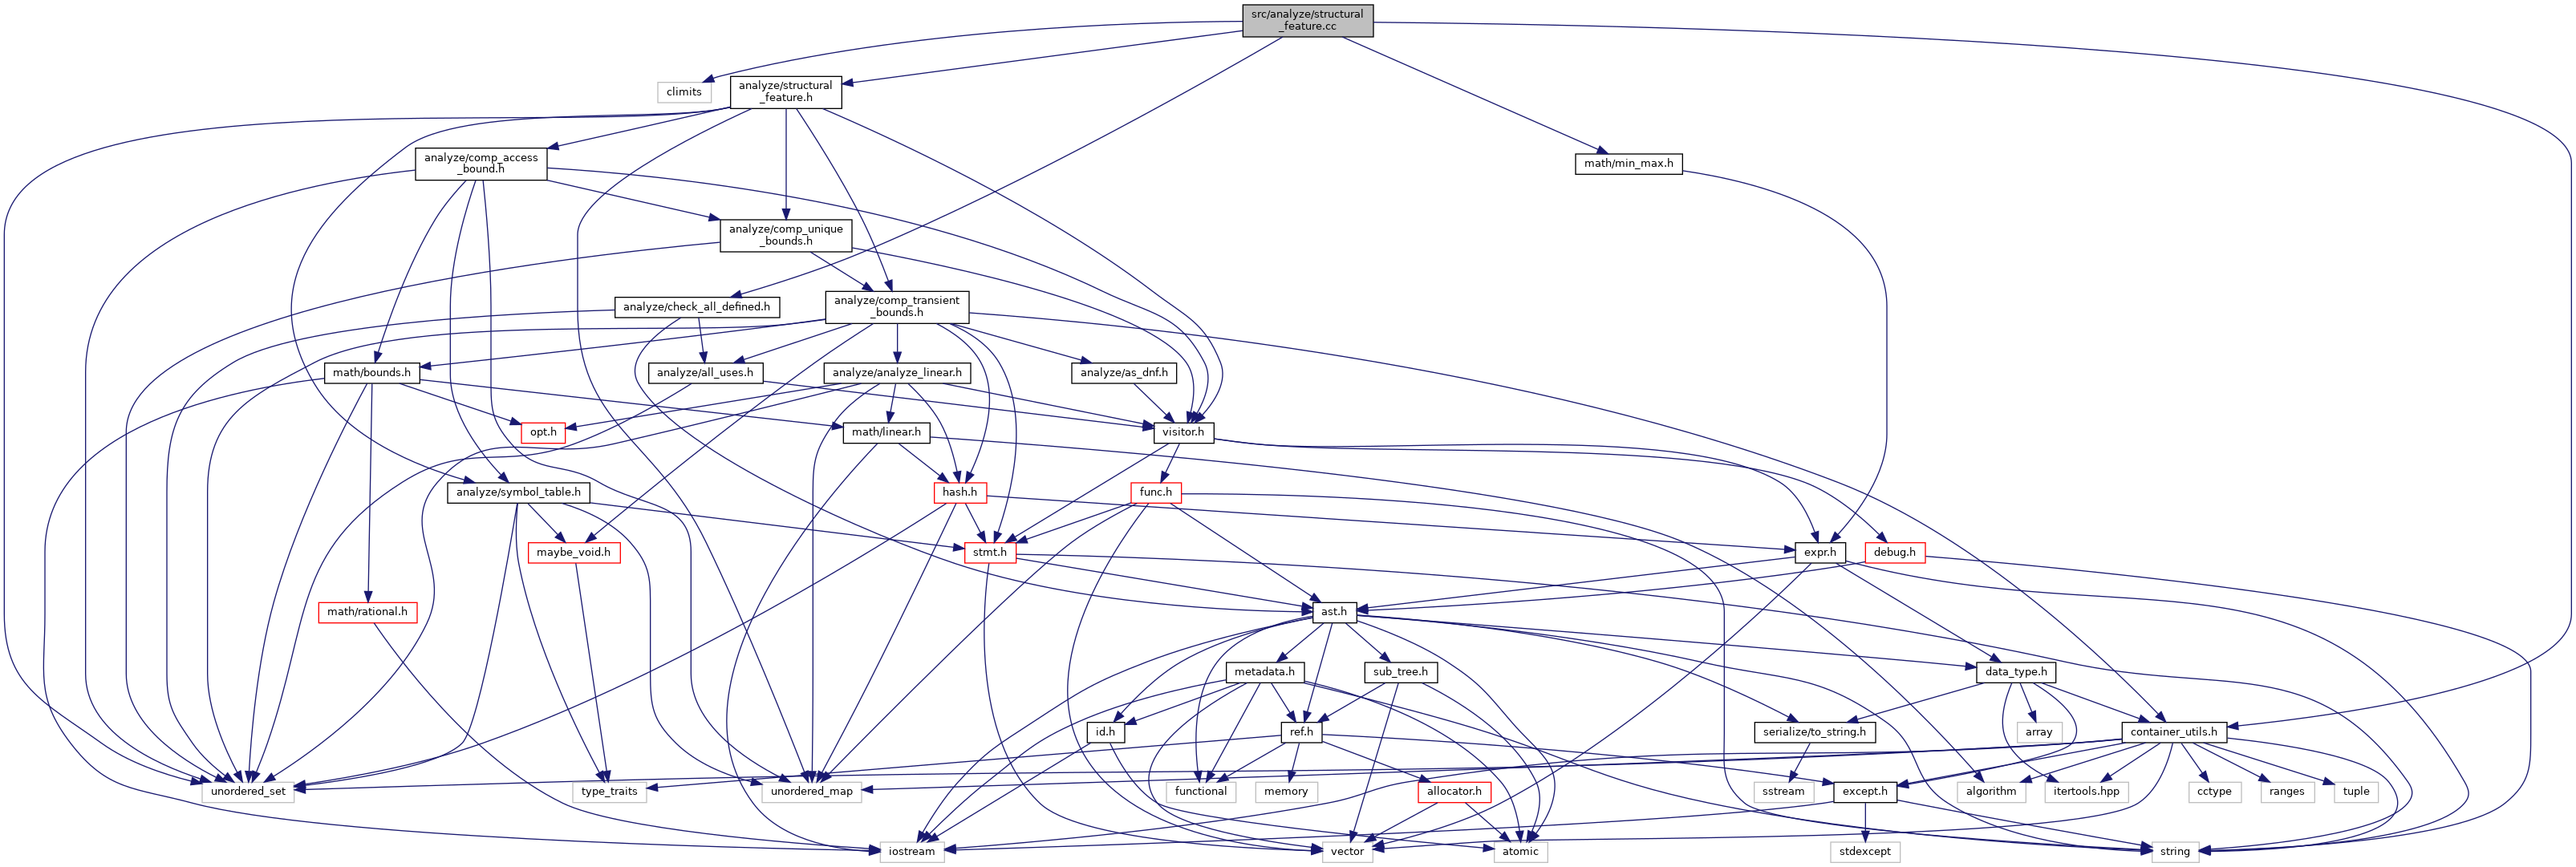 src/analyze/structural
_feature.cc
climits
analyze/structural
_feature.h
analyze/comp_access
_bound.h
math/min_max.h
analyze/comp_unique
_bounds.h
analyze/check_all_defined.h
analyze/comp_transient
_bounds.h
math/bounds.h
analyze/all_uses.h
analyze/analyze_linear.h
analyze/as_dnf.h
opt.h
math/linear.h
visitor.h
analyze/symbol_table.h
hash.h
func.h
maybe_void.h
stmt.h
expr.h
debug.h
math/rational.h
ast.h
metadata.h
sub_tree.h
data_type.h
id.h
ref.h
serialize/to_string.h
array
container_utils.h
unordered_set
type_traits
unordered_map
functional
memory
allocator.h
sstream
except.h
algorithm
itertools.hpp
cctype
ranges
tuple
iostream
vector
atomic
stdexcept
string